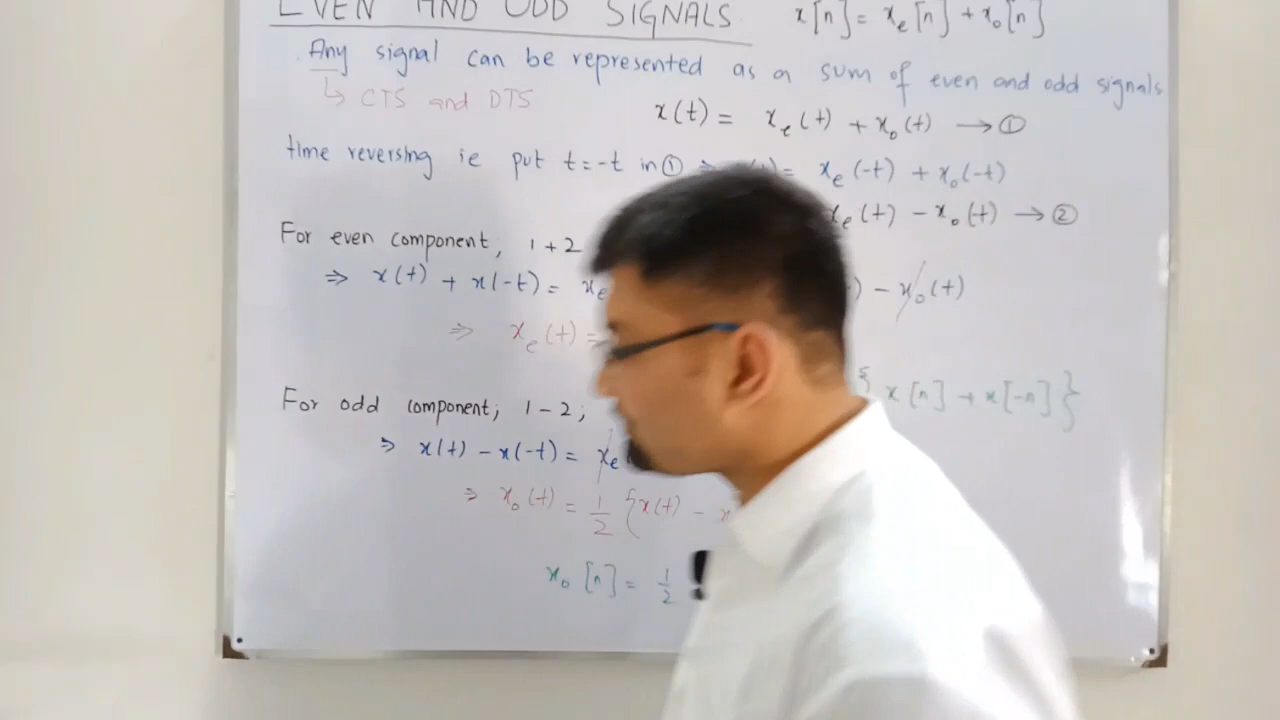 EVEN AND ODD SIGNALS x[n] = xₑ[n] + xₒ[n]
Any signal can be represented as a sum of even and odd signals
↳ CTS and DTS
x(t) = xₑ(t) + xₒ(t) → ①
time reversing ie put t=-t in ① ⇒ = xₑ(-t) + xₒ(-t)
xₑ(t) - xₒ(t) → ②
For even component, 1+2
⇒ x(t) + x(-t) = xₑ ) - xₒ(t)
⇒ xₑ(t) =
{ x[n] + x[-n] }
For odd component; 1-2;
⇒ x(t) - x(-t) = xₑ
⇒ xₒ(t) = 1/2 { x(t) - x
xₒ[n] = 1/2